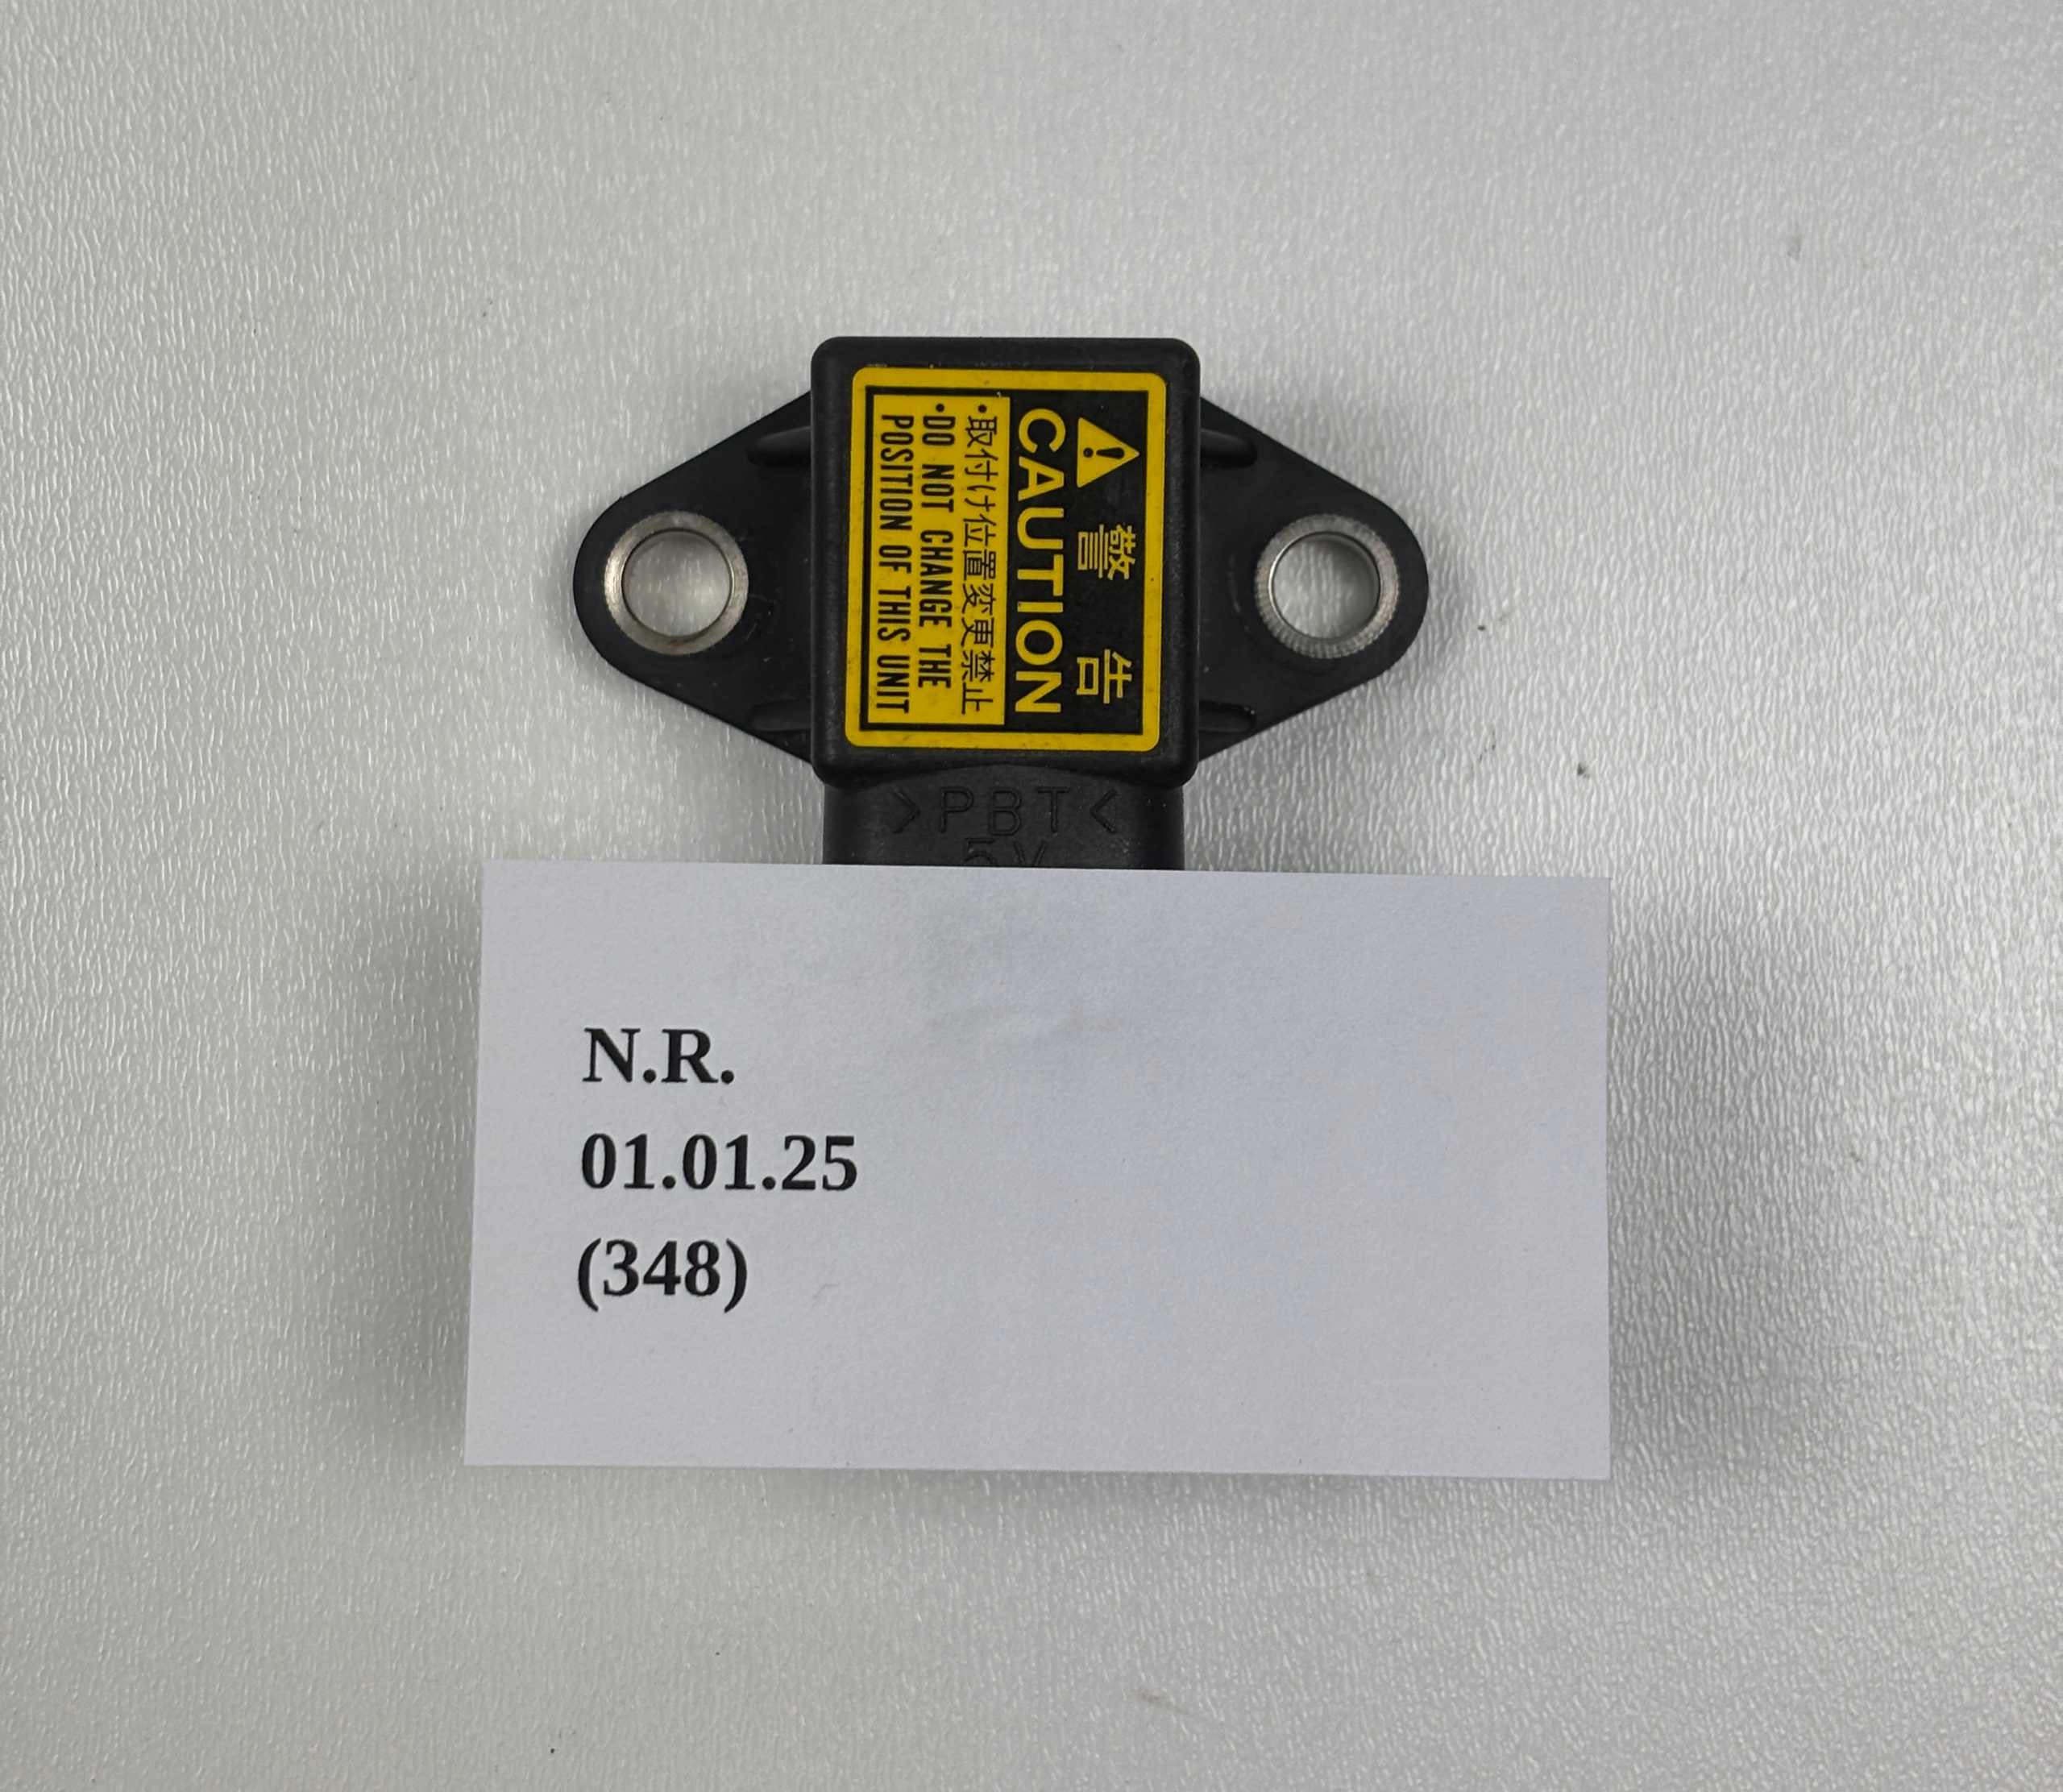 警告
CAUTION
・取付け位置変更禁止
・DO NOT CHANGE THE
POSITION OF THIS UNIT
>PBT<
5V
N.R.
01.01.25
(348)